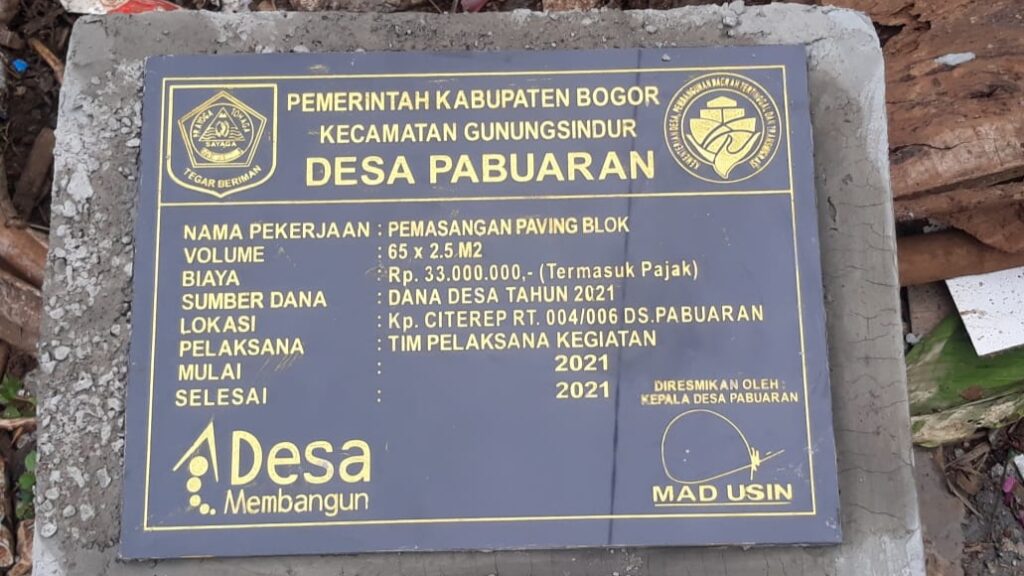 PEMERINTAH KABUPATEN BOGOR
KECAMATAN GUNUNGSINDUR
DESA PABUARAN
SAYAGA
TEGAR BERIMAN
NAMA PEKERJAAN : PEMASANGAN PAVING BLOK
VOLUME : 65 x 2.5 M2
BIAYA : Rp. 33.000.000,- (Termasuk Pajak)
SUMBER DANA : DANA DESA TAHUN 2021
LOKASI : Kp. CITEREP RT. 004/006 DS.PABUARAN
PELAKSANA : TIM PELAKSANA KEGIATAN
MULAI : 2021
SELESAI : 2021
DIRESMIKAN OLEH :
KEPALA DESA PABUARAN
MAD USIN
Desa
Membangun